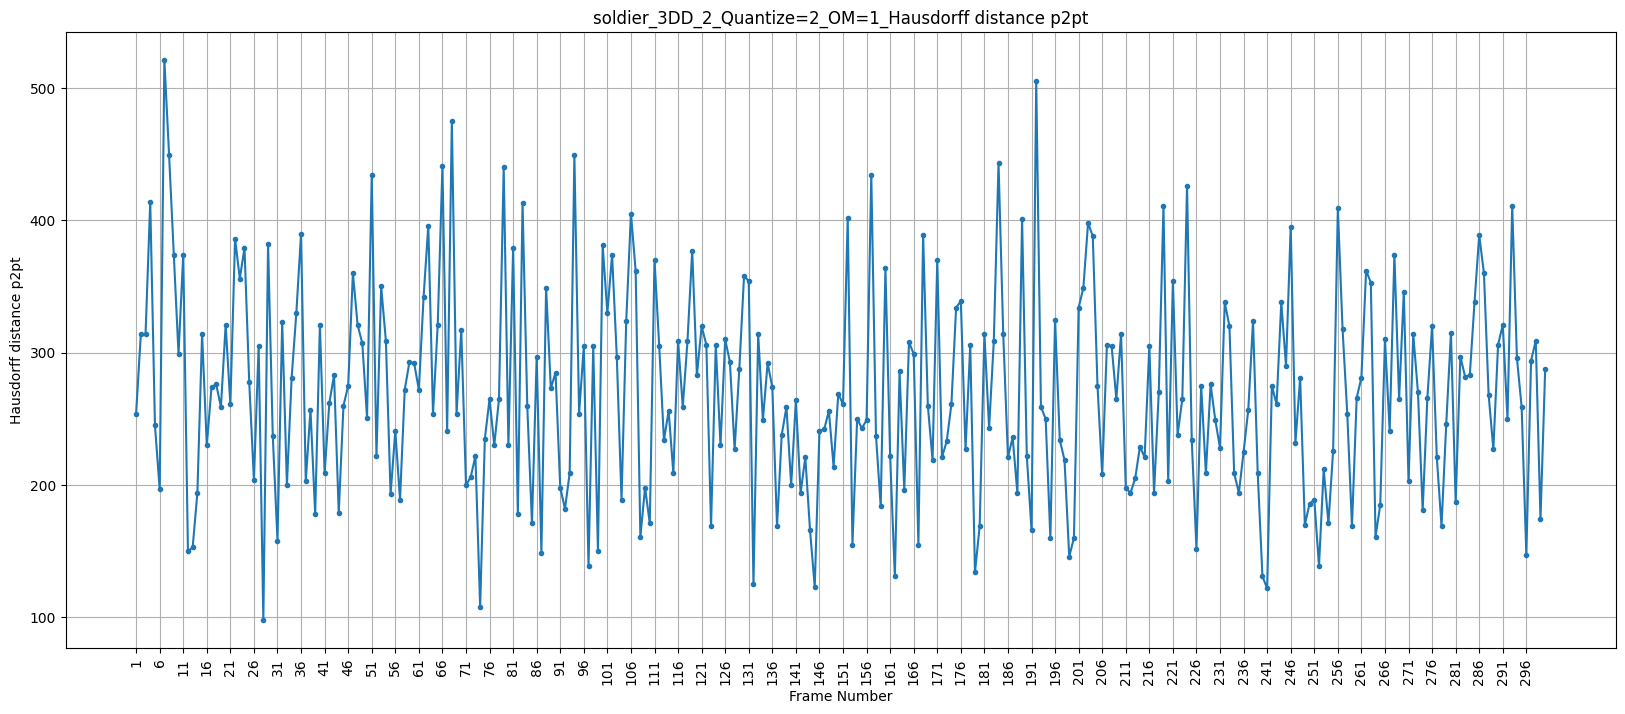 soldier_3DD_2_Quantize=2_OM=1_Hausdorff distance p2pt
Hausdorff distance p2pt
500
400
300
200
100
1 6 11 16 21 26 31 36 41 46 51 56 61 66 71 76 81 86 91 96 101 106 111 116 121 126 131 136 141 146 151 156 161 166 171 176 181 186 191 196 201 206 211 216 221 226 231 236 241 246 251 256 261 266 271 276 281 286 291 296
Frame Number